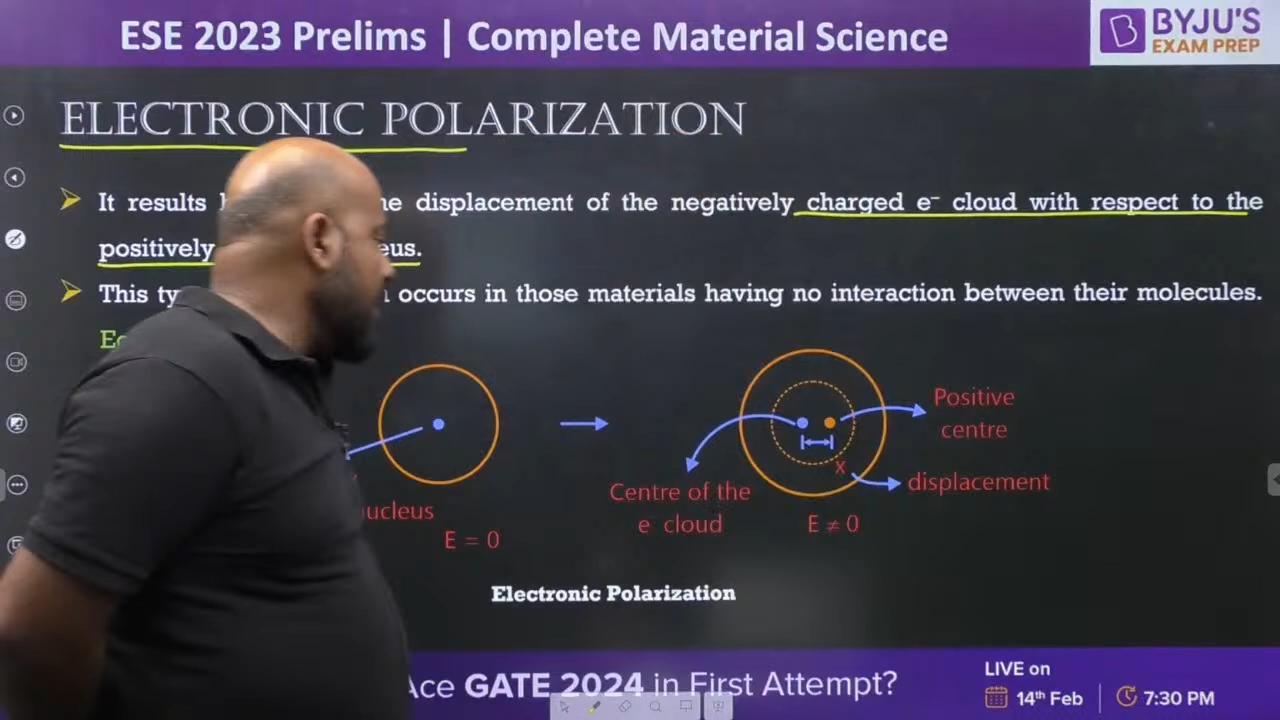 ESE 2023 Prelims | Complete Material Science
BYJU'S
EXAM PREP
ELECTRONIC POLARIZATION
It results the displacement of the negatively charged e⁻ cloud with respect to the
positively
This occurs in those materials having no interaction between their molecules.
Positive
centre
displacement
x
Centre of the
e cloud
E ≠ 0
E = 0
Electronic Polarization
Ace GATE 2024 in First Attempt?
LIVE on
14th Feb | 7:30 PM